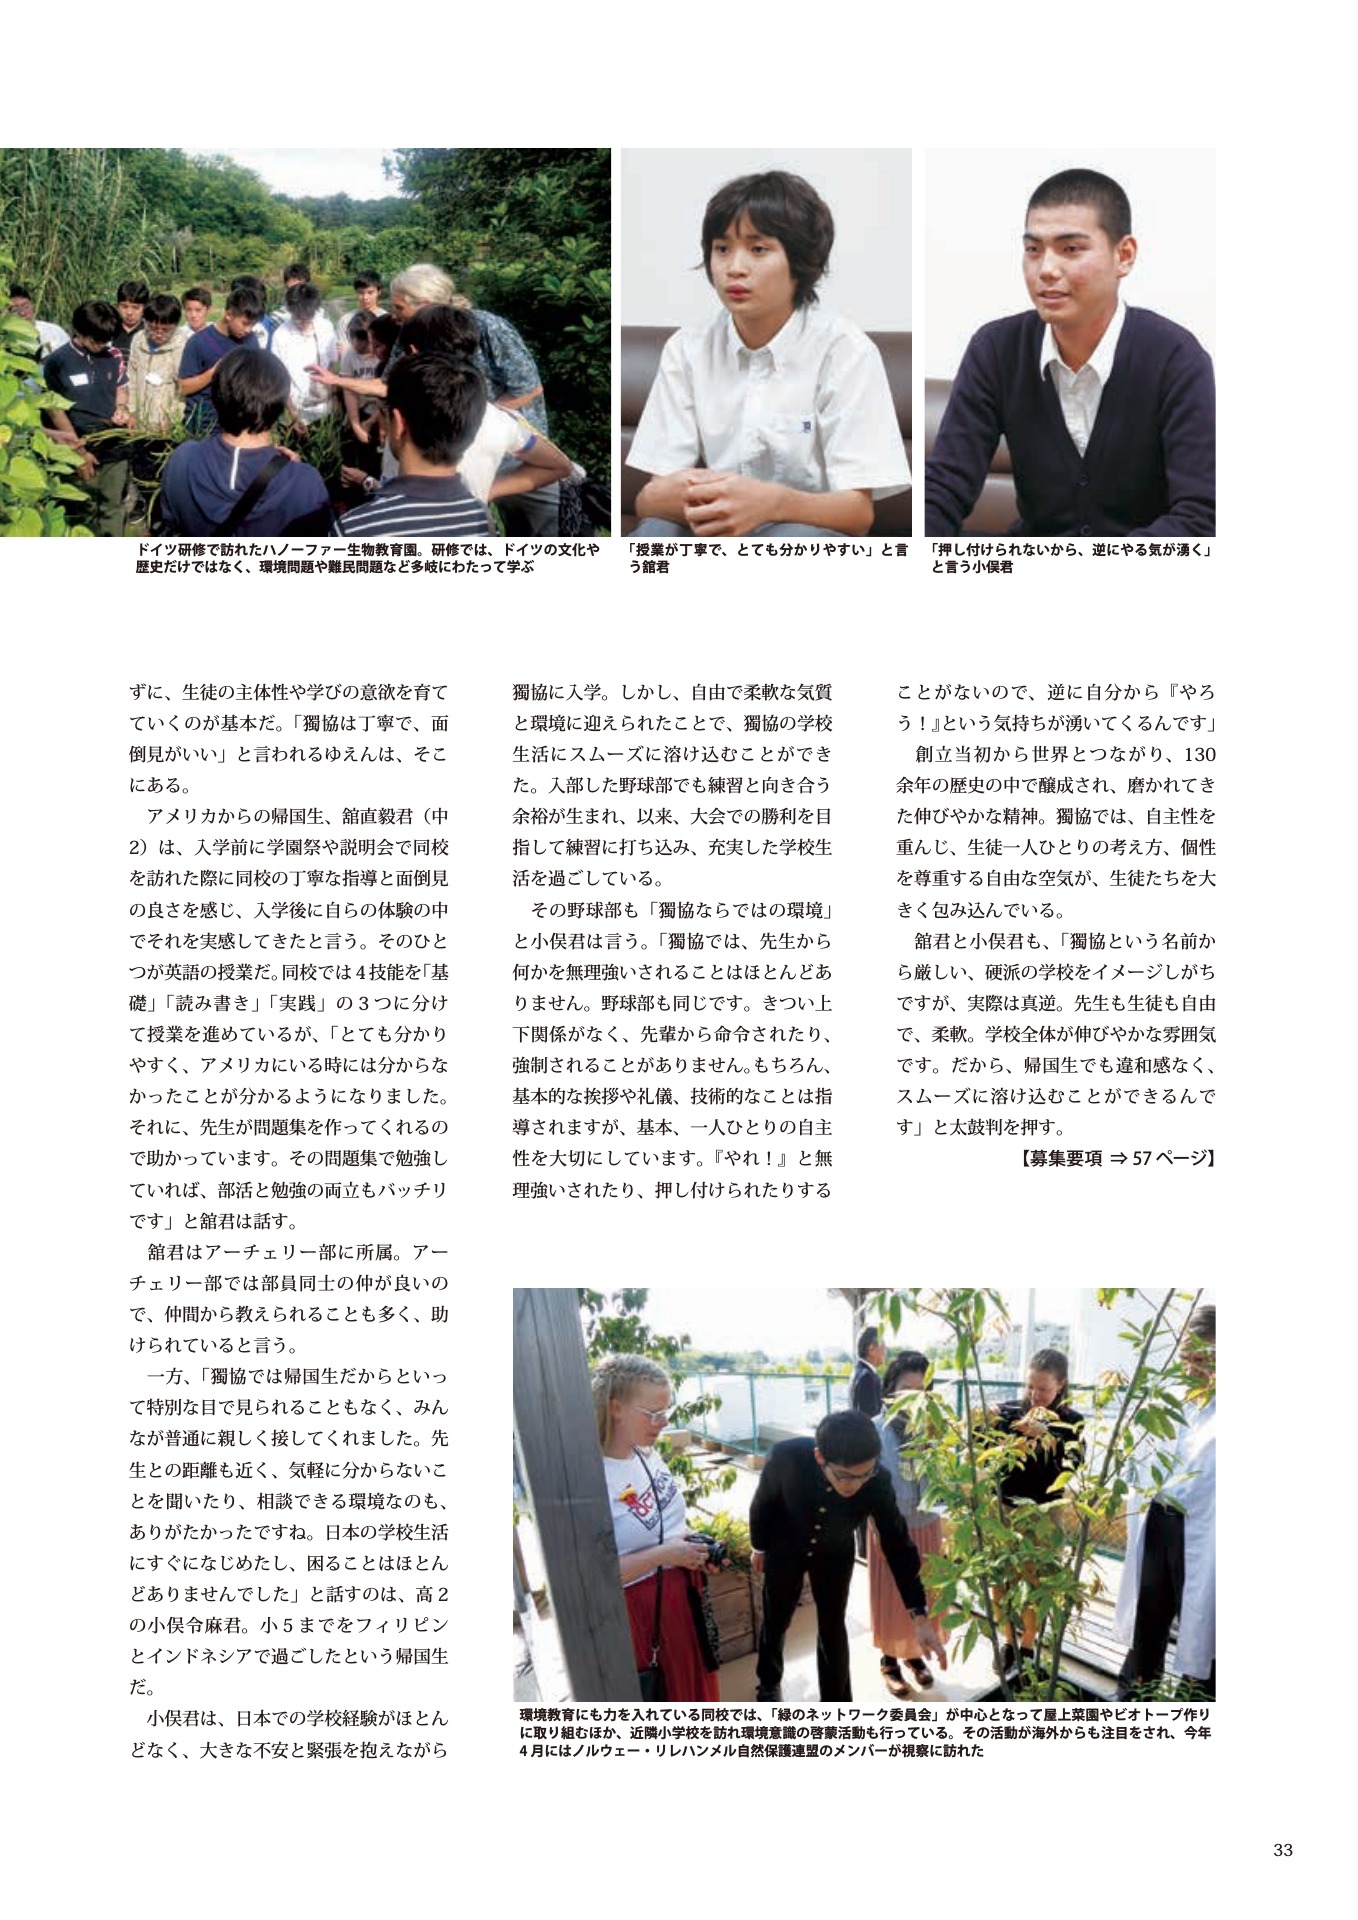 ドイツ研修で訪れたハノーファー生物教育園。研修では、ドイツの文化や
歴史だけではなく、環境問題や難民問題など多岐にわたって学ぶ
「授業が丁寧で、とても分かりやすい」と言
う舘君
「押し付けられないから、逆にやる気が湧く」
と言う小俣君
ずに、生徒の主体性や学びの意欲を育て
ていくのが基本だ。「獨協は丁寧で、面
倒見がいい」と言われるゆえんは、そこ
にある。
アメリカからの帰国生、舘直毅君（中
2）は、入学前に学園祭や説明会で同校
を訪れた際に同校の丁寧な指導と面倒見
の良さを感じ、入学後に自らの体験の中
でそれを実感してきたと言う。そのひと
つが英語の授業だ。同校では４技能を「基
礎」「読み書き」「実践」の３つに分け
て授業を進めているが、「とても分かり
やすく、アメリカにいる時には分からな
かったことが分かるようになりました。
それに、先生が問題集を作ってくれるの
で助かっています。その問題集で勉強し
ていれば、部活と勉強の両立もバッチリ
です」と舘君は話す。
舘君はアーチェリー部に所属。アー
チェリー部では部員同士の仲が良いの
で、仲間から教えられることも多く、助
けられていると言う。
一方、「獨協では帰国生だからといっ
て特別な目で見られることもなく、みん
なが普通に親しく接してくれました。先
生との距離も近く、気軽に分からないこ
とを聞いたり、相談できる環境なのも、
ありがたかったですね。日本の学校生活
にすぐになじめたし、困ることはほとん
どありませんでした」と話すのは、高２
の小俣令麻君。小５までをフィリピン
とインドネシアで過ごしたという帰国生
だ。
小俣君は、日本での学校経験がほとん
どなく、大きな不安と緊張を抱えながら
獨協に入学。しかし、自由で柔軟な気質
と環境に迎えられたことで、獨協の学校
生活にスムーズに溶け込むことができ
た。入部した野球部でも練習と向き合う
余裕が生まれ、以来、大会での勝利を目
指して練習に打ち込み、充実した学校生
活を過ごしている。
その野球部も「獨協ならではの環境」
と小俣君は言う。「獨協では、先生から
何かを無理強いされることはほとんどあ
りません。野球部も同じです。きつい上
下関係がなく、先輩から命令されたり、
強制されることがありません。もちろん、
基本的な挨拶や礼儀、技術的なことは指
導されますが、基本、一人ひとりの自主
性を大切にしています。『やれ！』と無
理強いされたり、押し付けられたりする
ことがないので、逆に自分から『やろ
う！』という気持ちが湧いてくるんです」
創立当初から世界とつながり、130
余年の歴史の中で醸成され、磨かれてき
た伸びやかな精神。獨協では、自主性を
重んじ、生徒一人ひとりの考え方、個性
を尊重する自由な空気が、生徒たちを大
きく包み込んでいる。
舘君と小俣君も、「獨協という名前か
ら厳しい、硬派の学校をイメージしがち
ですが、実際は真逆。先生も生徒も自由
で、柔軟。学校全体が伸びやかな雰囲気
です。だから、帰国生でも違和感なく、
スムーズに溶け込むことができるんで
す」と太鼓判を押す。
【募集要項 ⇒ 57 ページ】
環境教育にも力を入れている同校では、「緑のネットワーク委員会」が中心となって屋上菜園やビオトープ作り
に取り組むほか、近隣小学校を訪れ環境意識の啓蒙活動も行っている。その活動が海外からも注目をされ、今年
４月にはノルウェー・リレハンメル自然保護連盟のメンバーが視察に訪れた
33